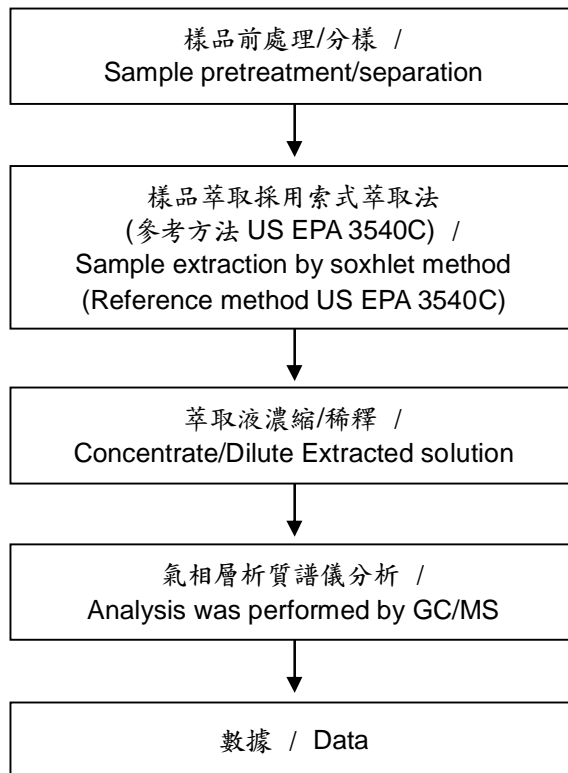 樣品前處理/分樣 /
Sample pretreatment/separation
樣品萃取採用索式萃取法
(參考方法 US EPA 3540C) /
Sample extraction by soxhlet method
(Reference method US EPA 3540C)
萃取液濃縮/稀釋 /
Concentrate/Dilute Extracted solution
氣相層析質譜儀分析 /
Analysis was performed by GC/MS
數據 / Data